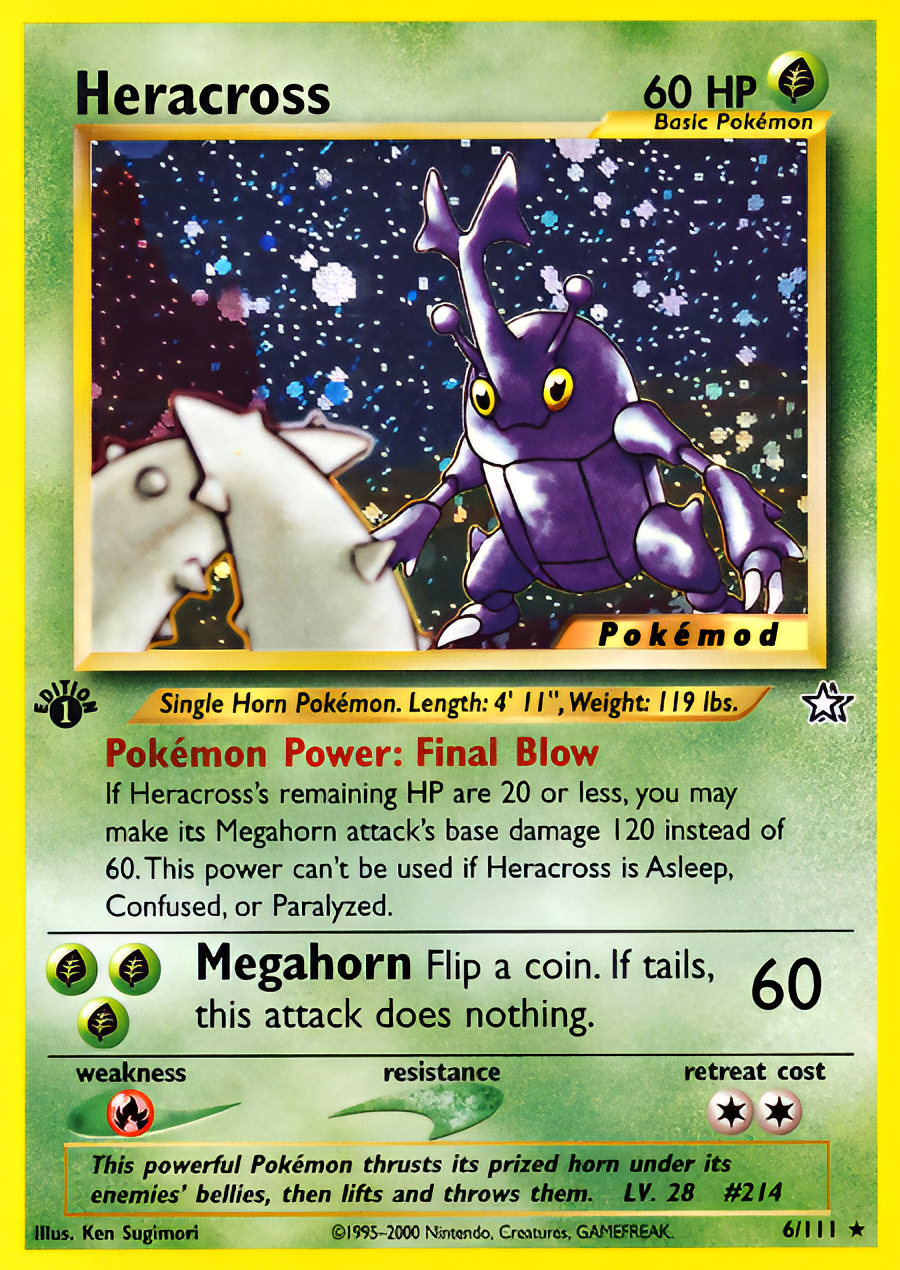 Heracross
60 HP
Basic Pokémon
Pokémod
EDITION
1
Single Horn Pokémon. Length: 4' 11", Weight: 119 lbs.
Pokémon Power: Final Blow
If Heracross's remaining HP are 20 or less, you may
make its Megahorn attack's base damage 120 instead of
60. This power can't be used if Heracross is Asleep,
Confused, or Paralyzed.
Megahorn Flip a coin. If tails,
this attack does nothing.
60
weakness
resistance
retreat cost
This powerful Pokémon thrusts its prized horn under its
enemies' bellies, then lifts and throws them. LV. 28 #214
Illus. Ken Sugimori
©1995-2000 Nintendo, Creatures, GAMEFREAK.
6/111 ★